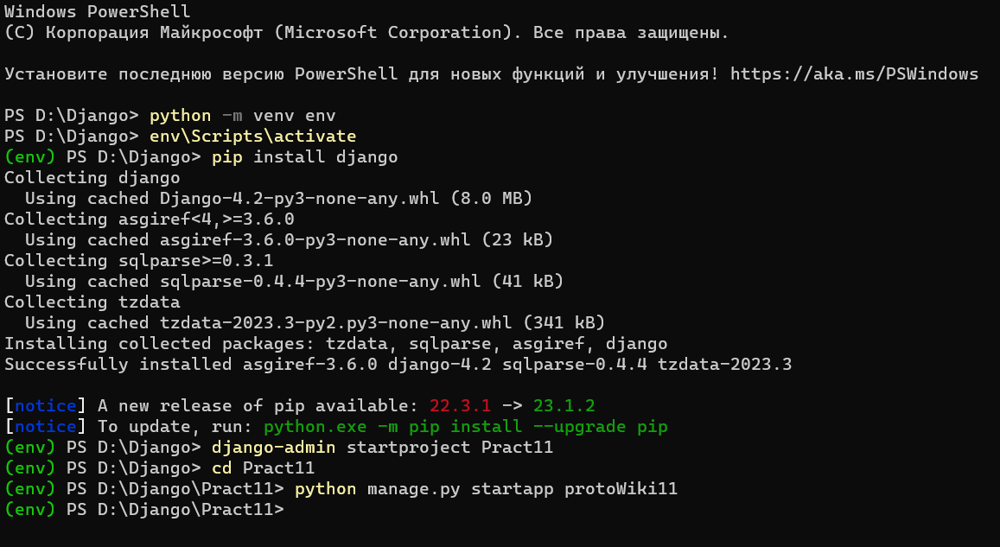 Windows PowerShell
(C) Корпорация Майкрософт (Microsoft Corporation). Все права защищены.
Установите последнюю версию PowerShell для новых функций и улучшения! https://aka.ms/PSWindows
PS D:\Django> python -m venv env
PS D:\Django> env\Scripts\activate
(env) PS D:\Django> pip install django
Collecting django
  Using cached Django-4.2-py3-none-any.whl (8.0 MB)
Collecting asgiref<4,>=3.6.0
  Using cached asgiref-3.6.0-py3-none-any.whl (23 kB)
Collecting sqlparse>=0.3.1
  Using cached sqlparse-0.4.4-py3-none-any.whl (41 kB)
Collecting tzdata
  Using cached tzdata-2023.3-py2.py3-none-any.whl (341 kB)
Installing collected packages: tzdata, sqlparse, asgiref, django
Successfully installed asgiref-3.6.0 django-4.2 sqlparse-0.4.4 tzdata-2023.3
[notice] A new release of pip available: 22.3.1 -> 23.1.2
[notice] To update, run: python.exe -m pip install --upgrade pip
(env) PS D:\Django> django-admin startproject Pract11
(env) PS D:\Django> cd Pract11
(env) PS D:\Django\Pract11> python manage.py startapp protoWiki11
(env) PS D:\Django\Pract11>